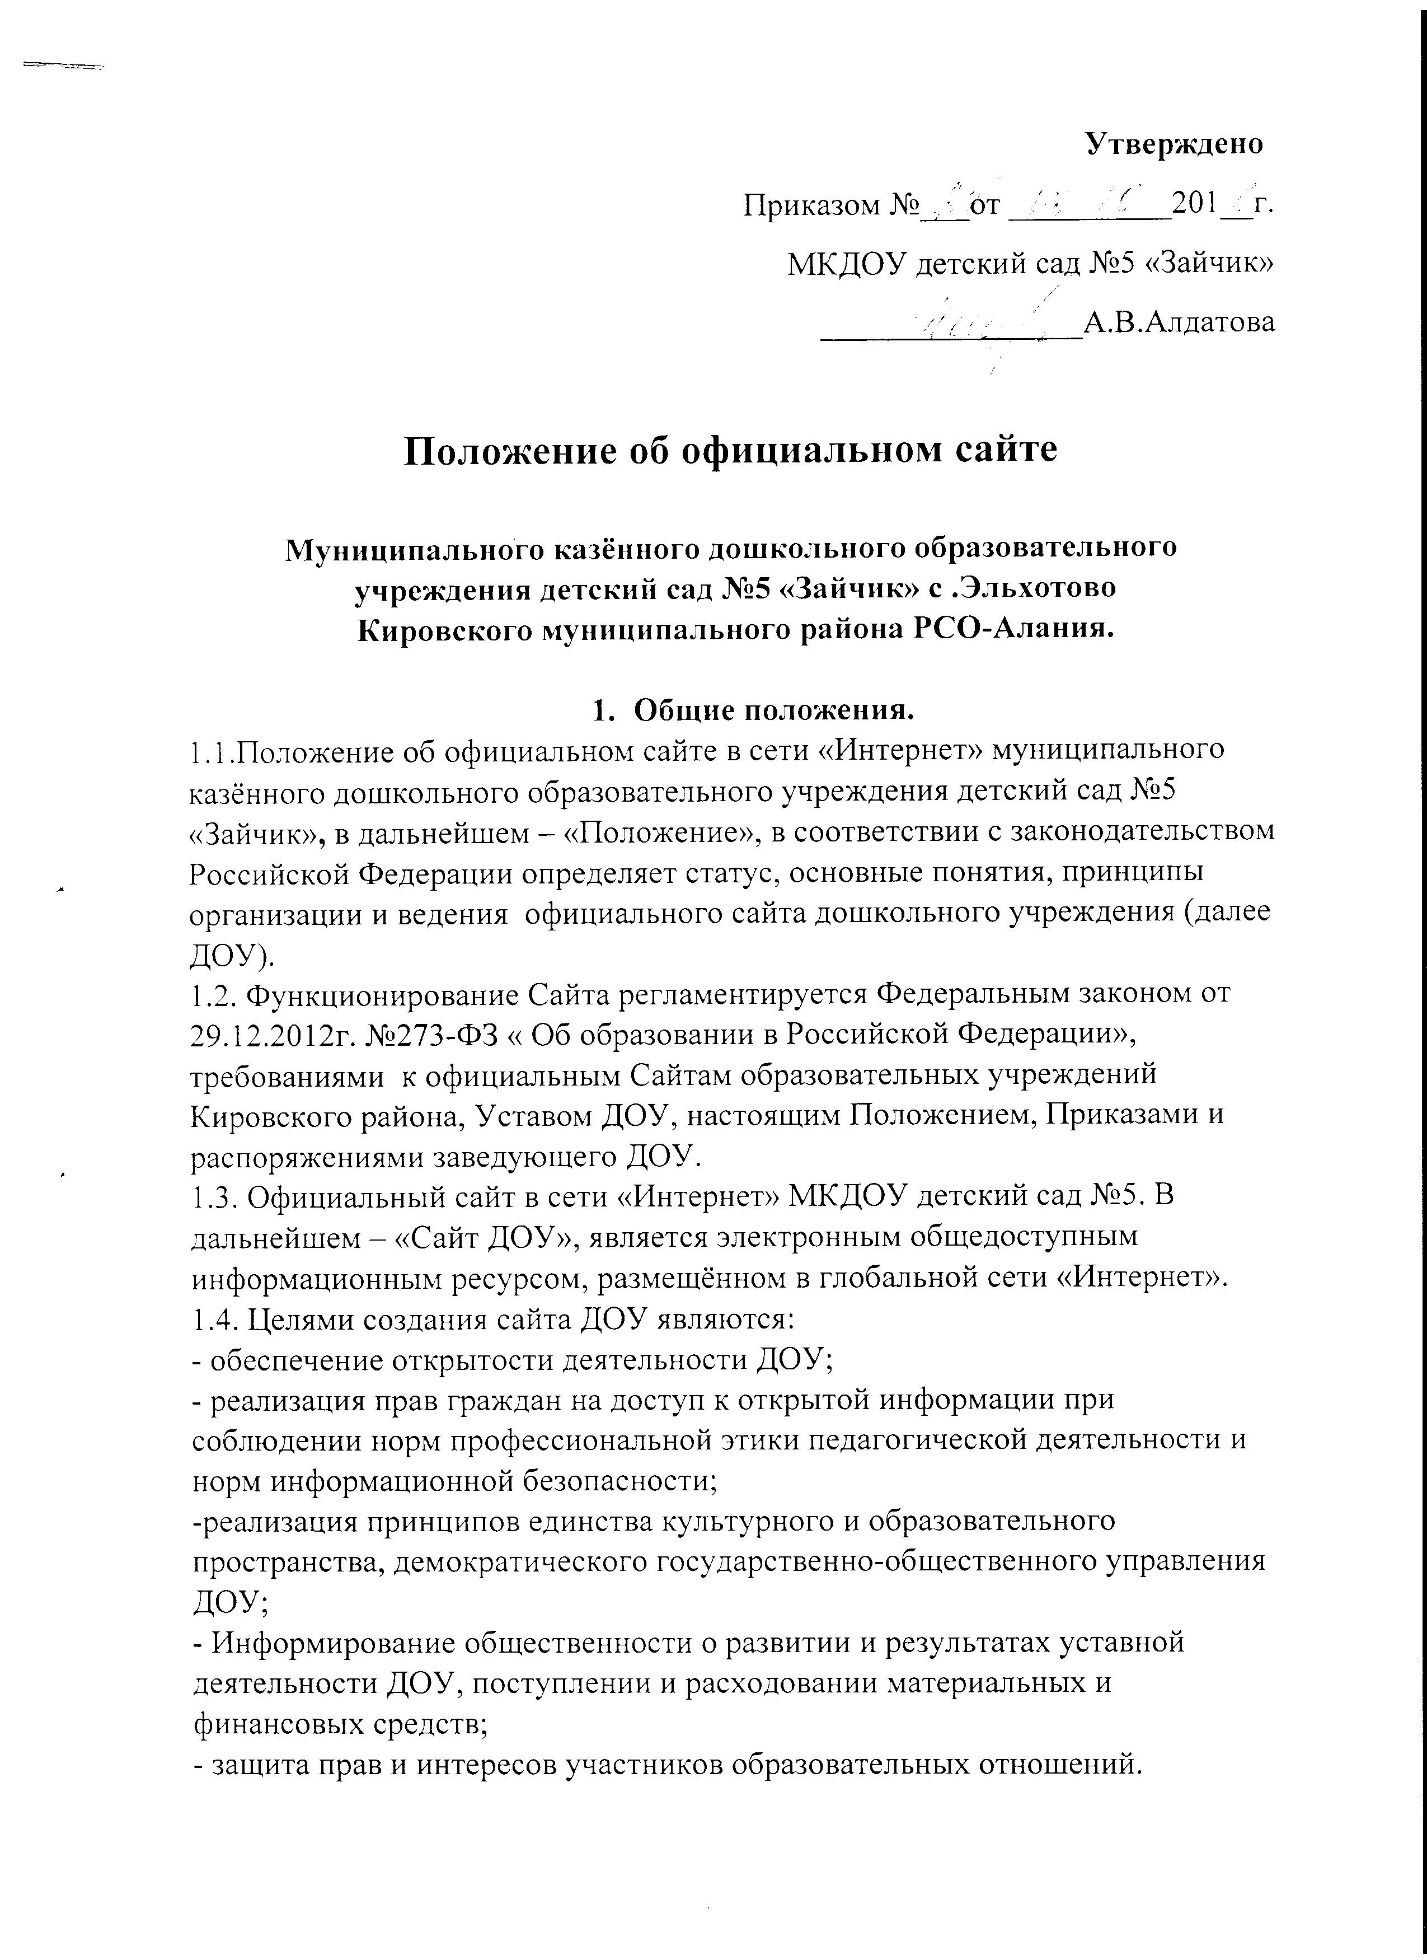 Утверждено
Приказом №___от __________201__г.
МКДОУ детский сад №5 «Зайчик»
________________А.В.Алдатова
Положение об официальном сайте
Муниципального казённого дошкольного образовательного
учреждения детский сад №5 «Зайчик» с .Эльхотово
Кировского муниципального района РСО-Алания.
1. Общие положения.
1.1.Положение об официальном сайте в сети «Интернет» муниципального
казённого дошкольного образовательного учреждения детский сад №5
«Зайчик», в дальнейшем – «Положение», в соответствии с законодательством
Российской Федерации определяет статус, основные понятия, принципы
организации и ведения официального сайта дошкольного учреждения (далее
ДОУ).
1.2. Функционирование Сайта регламентируется Федеральным законом от
29.12.2012г. №273-ФЗ « Об образовании в Российской Федерации»,
требованиями к официальным Сайтам образовательных учреждений
Кировского района, Уставом ДОУ, настоящим Положением, Приказами и
распоряжениями заведующего ДОУ.
1.3. Официальный сайт в сети «Интернет» МКДОУ детский сад №5. В
дальнейшем – «Сайт ДОУ», является электронным общедоступным
информационным ресурсом, размещённом в глобальной сети «Интернет».
1.4. Целями создания сайта ДОУ являются:
- обеспечение открытости деятельности ДОУ;
- реализация прав граждан на доступ к открытой информации при
соблюдении норм профессиональной этики педагогической деятельности и
норм информационной безопасности;
-реализация принципов единства культурного и образовательного
пространства, демократического государственно-общественного управления
ДОУ;
- Информирование общественности о развитии и результатах уставной
деятельности ДОУ, поступлении и расходовании материальных и
финансовых средств;
- защита прав и интересов участников образовательных отношений.